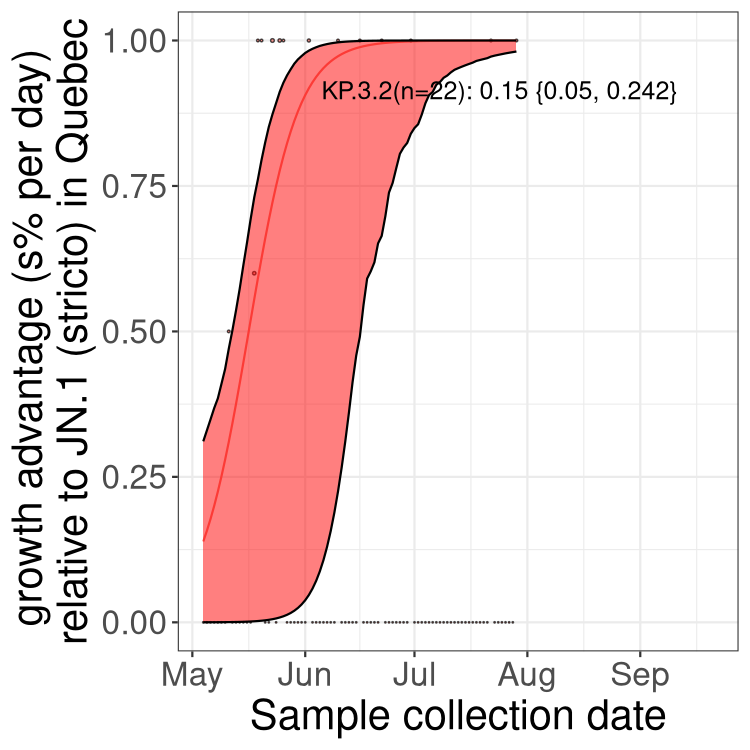 growth advantage (s% per day)
relative to JN.1 (stricto) in Quebec
1.00
0.75
0.50
0.25
0.00
KP.3.2(n=22): 0.15 {0.05, 0.242}
May Jun Jul Aug Sep
Sample collection date